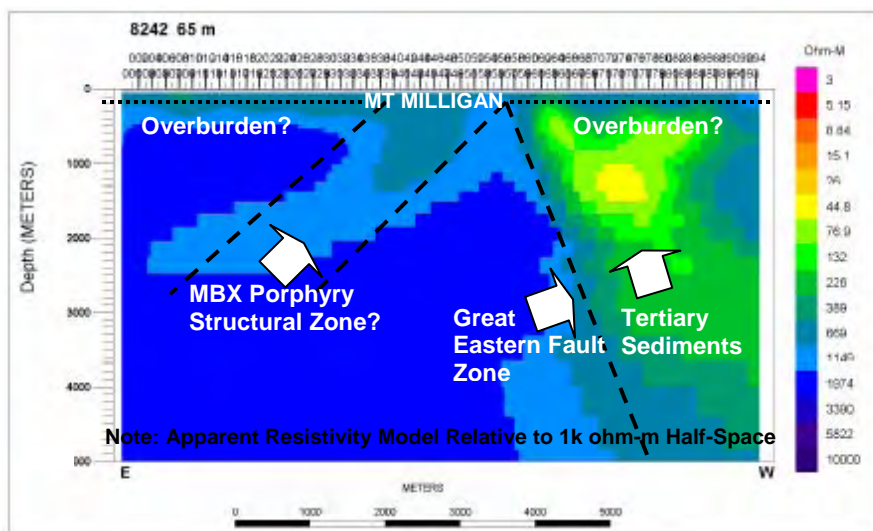 8242 65 m
Ohm-M
MT MILLIGAN
Overburden?
Overburden?
MBX Porphyry
Structural Zone?
Great
Eastern Fault
Zone
Tertiary
Sediments
Note: Apparent Resistivity Model Relative to 1k ohm-m Half-Space
Depth (METERS)
0
1000
2000
3000
4000
E
W
METERS
0
1000
2000
3000
4000
5000
3
5.15
8.84
15.1
26
44.8
76.9
132
226
389
669
1149
1974
3390
5822
10000